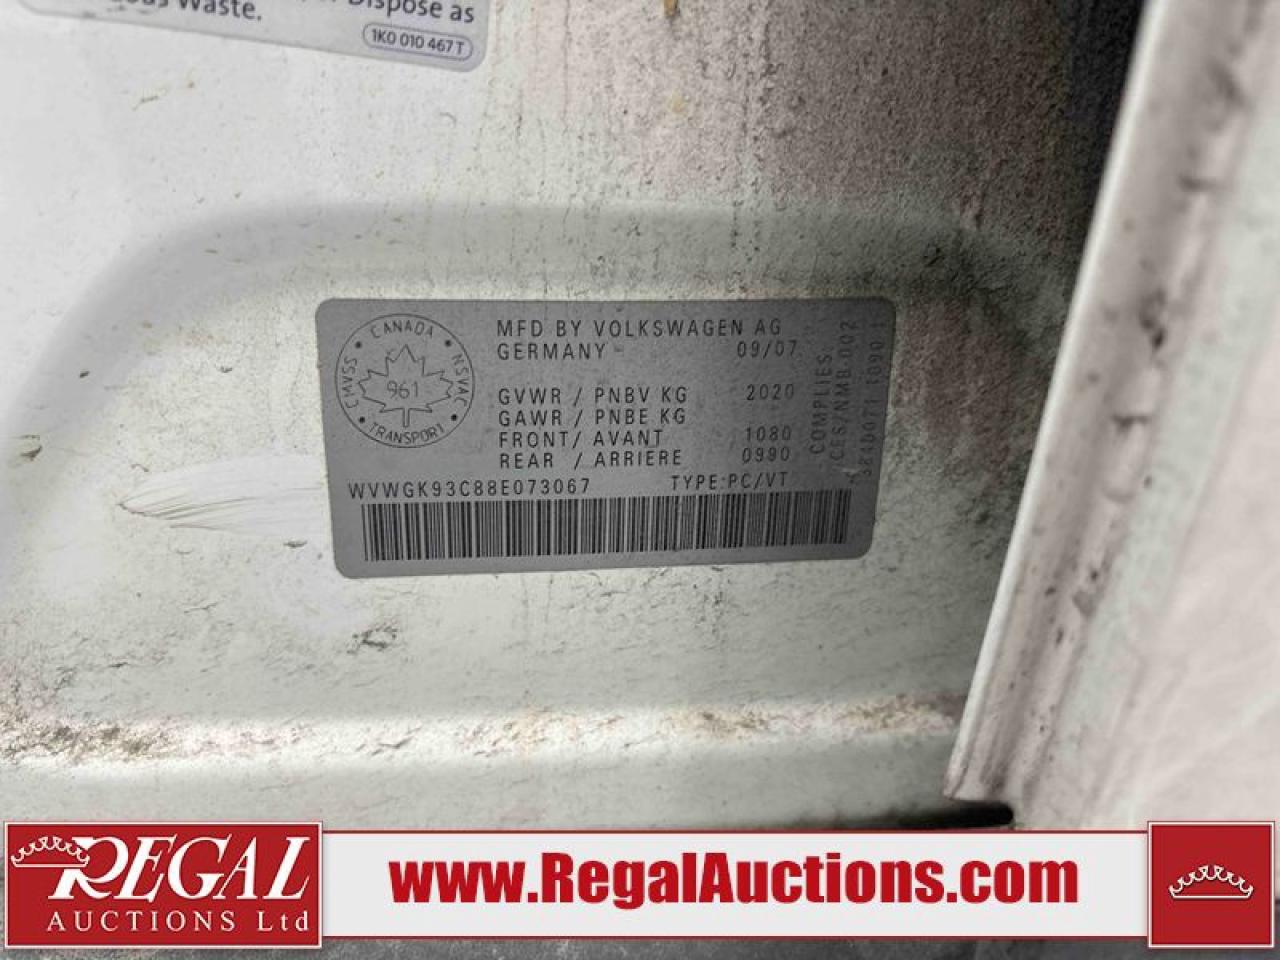 Dispose as
Waste.
1K0 010 467 T
CANADA
CMVSS
NSVAC
961
TRANSPORT
MFD BY VOLKSWAGEN AG
GERMANY 09/07
GVWR / PNBV KG 2020
GAWR / PNBE KG
FRONT/ AVANT 1080
REAR / ARRIERE 0990
WVWGK93C88E073067 TYPE:PC/VT
COMPLIES
CES/NMB.002
REGAL
AUCTIONS Ltd
www.RegalAuctions.com